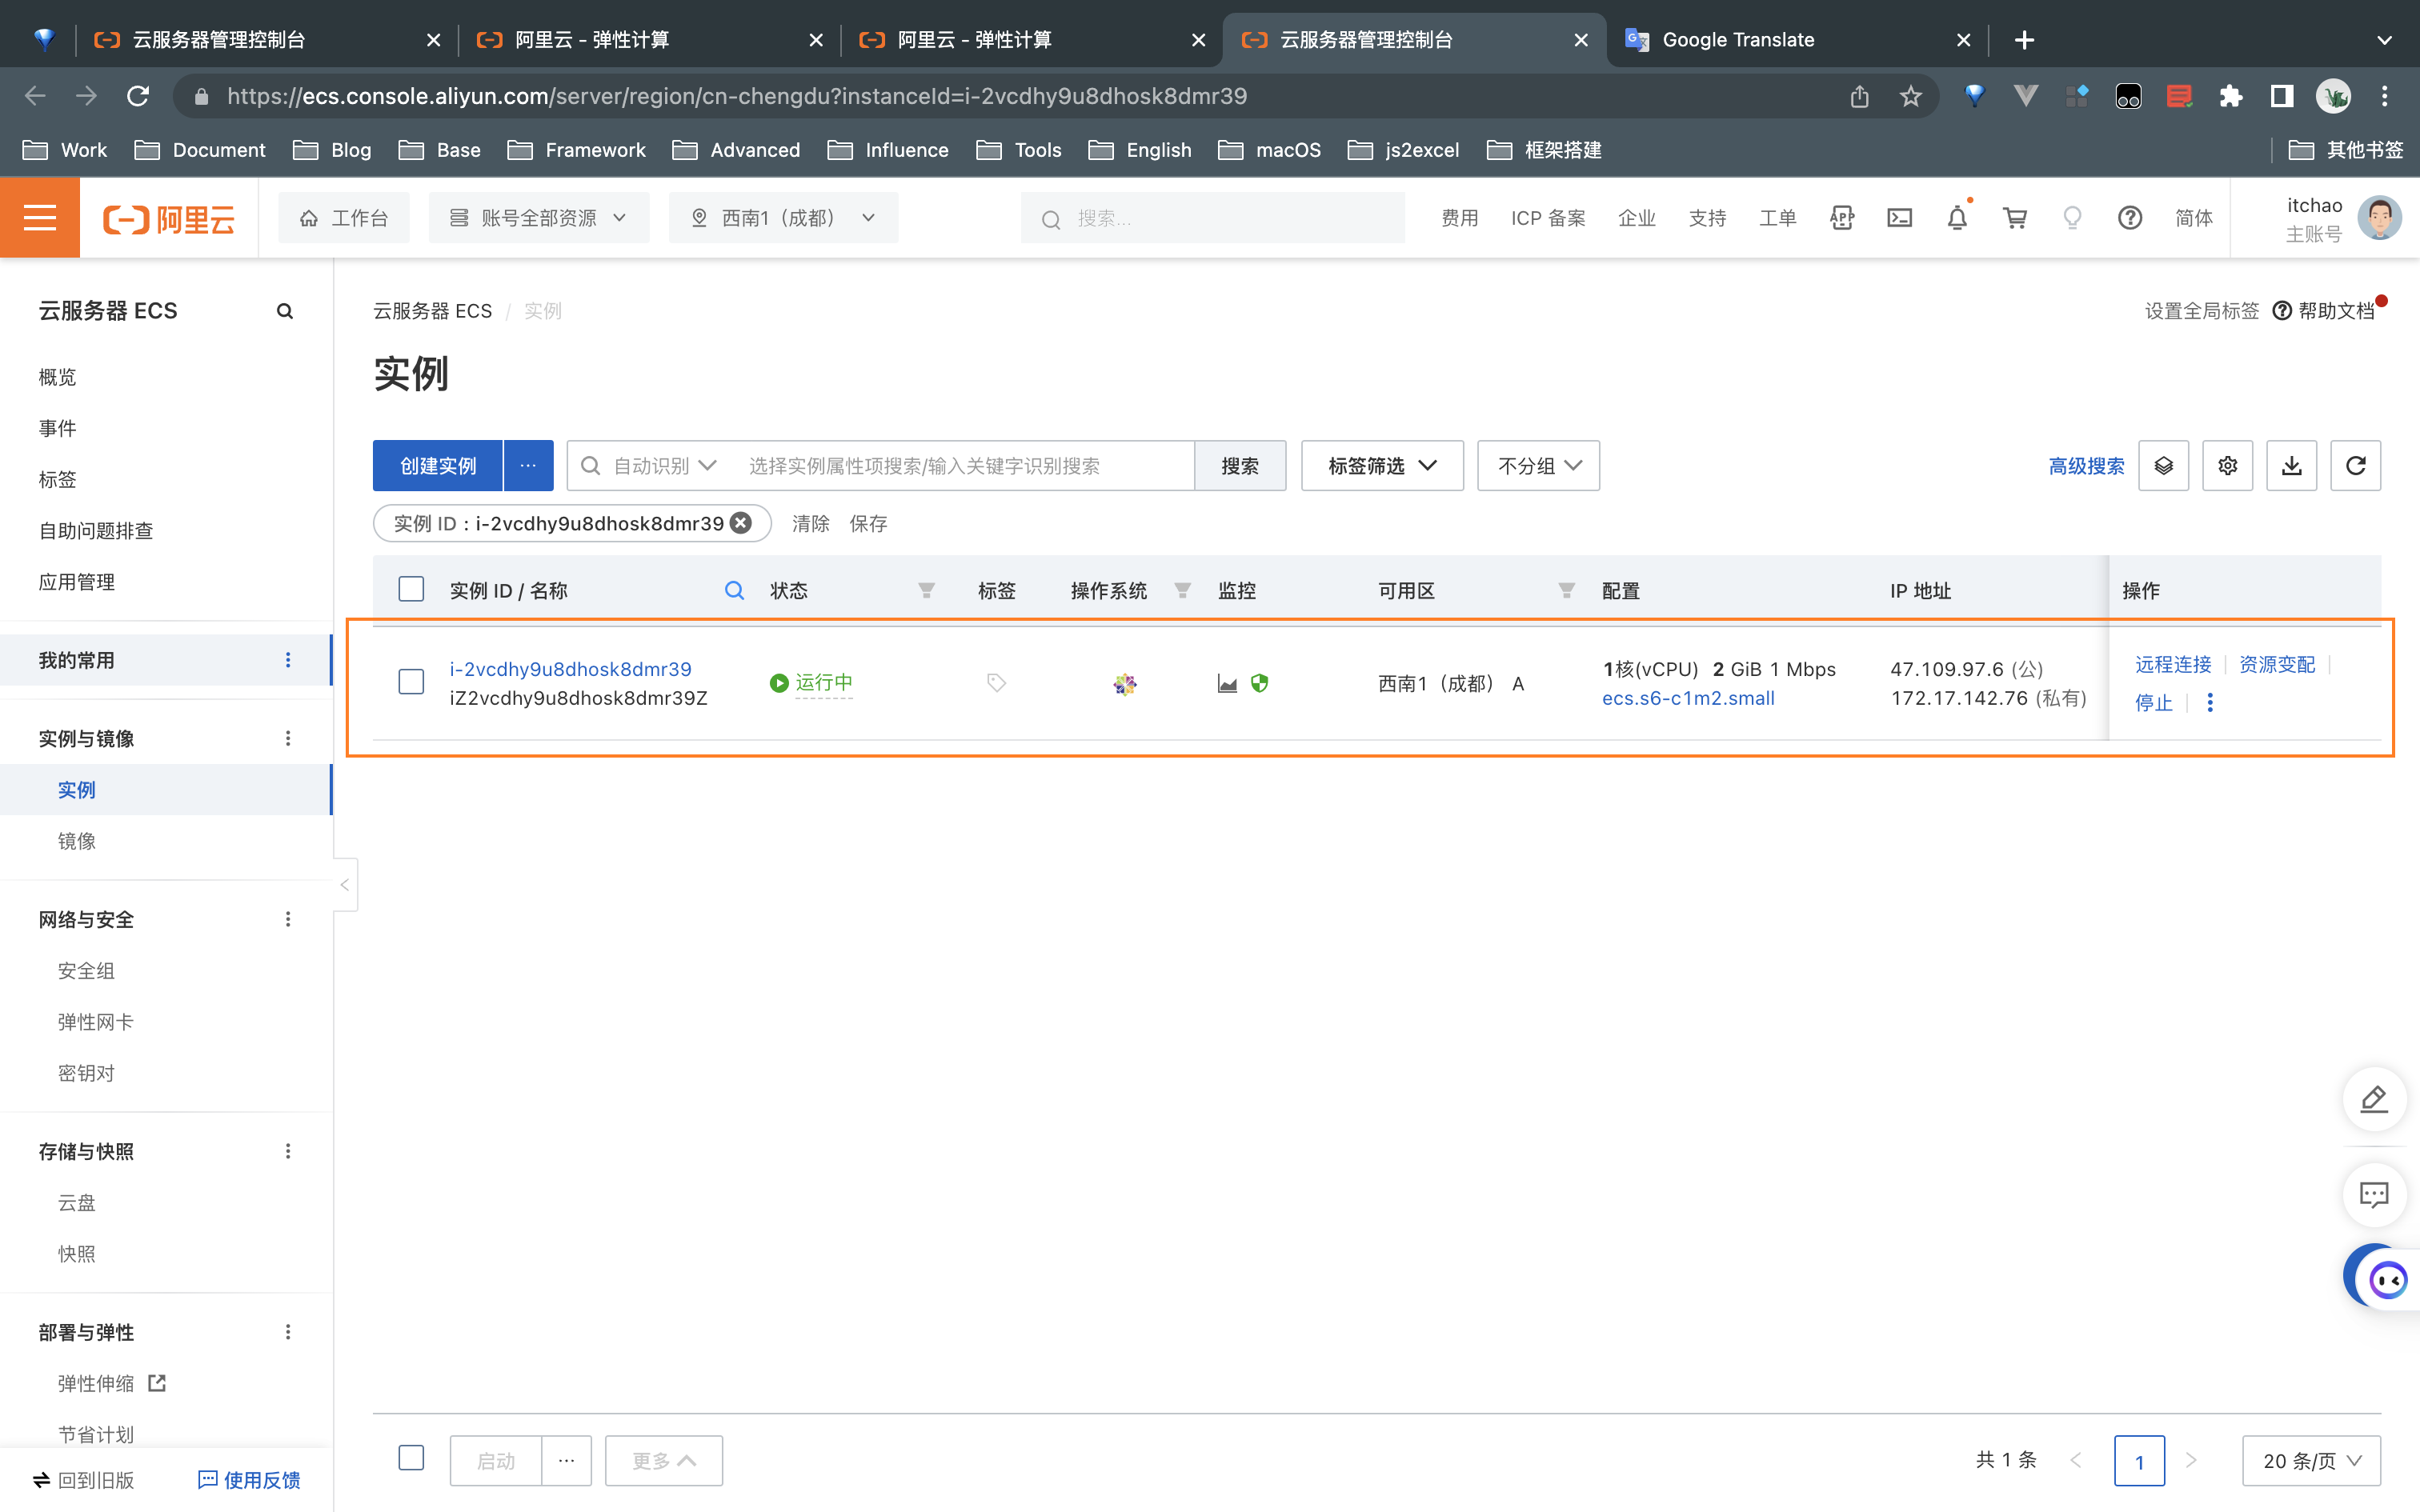 云服务器管理控制台
阿里云 - 弹性计算
阿里云 - 弹性计算
云服务器管理控制台
Google Translate
https://ecs.console.aliyun.com/server/region/cn-chengdu?instanceId=i-2vcdhy9u8dhosk8dmr39
Work Document Blog Base Framework Advanced Influence Tools English macOS js2excel 框架搭建 其他书签
阿里云 工作台 账号全部资源 西南1（成都） 搜索... 费用 ICP 备案 企业 支持 工单 APP 简体 itchao
主账号
云服务器 ECS
概览
事件
标签
自助问题排查
应用管理
我的常用
实例与镜像
实例
镜像
网络与安全
安全组
弹性网卡
密钥对
存储与快照
云盘
快照
部署与弹性
弹性伸缩
节省计划
回到旧版 使用反馈
云服务器 ECS / 实例
设置全局标签 帮助文档
实例
创建实例 ... 自动识别 选择实例属性项搜索/输入关键字识别搜索 搜索 标签筛选 不分组 高级搜索
实例 ID : i-2vcdhy9u8dhosk8dmr39 清除 保存
实例 ID / 名称 状态 标签 操作系统 监控 可用区 配置 IP 地址 操作
i-2vcdhy9u8dhosk8dmr39
iZ2vcdhy9u8dhosk8dmr39Z
运行中
西南1（成都） A
1核(vCPU) 2 GiB 1 Mbps
ecs.s6-c1m2.small
47.109.97.6 (公)
172.17.142.76 (私有)
远程连接 资源变配
停止
启动 ... 更多
共 1 条 < 1 > 20 条/页